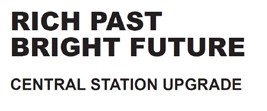 RICH PAST
BRIGHT FUTURE
CENTRAL STATION UPGRADE